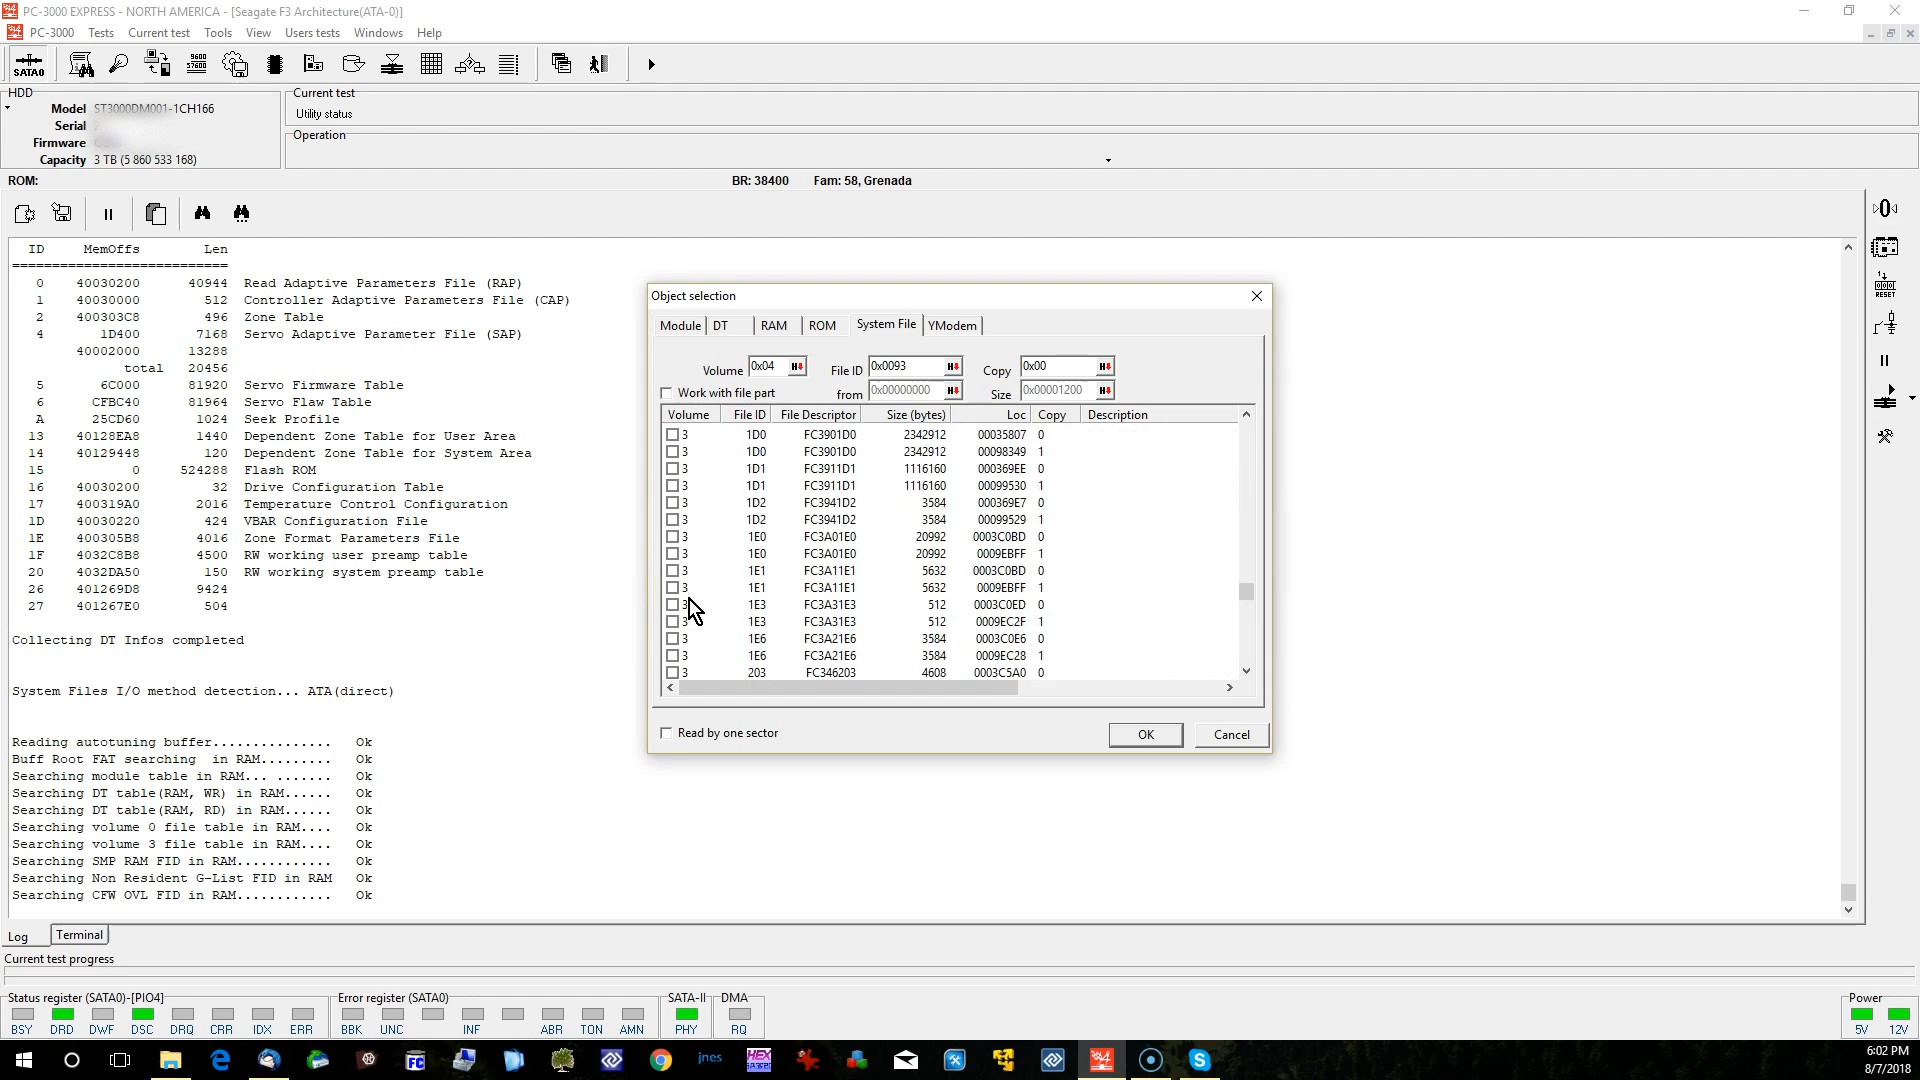 PC-3000 EXPRESS - NORTH AMERICA - [Seagate F3 Architecture(ATA-0)]
PC-3000 Tests Current test Tools View Users tests Windows Help
SATA0
9600
57600
HDD
Model ST3000DM001-1CH166
Serial
Firmware
Capacity 3 TB (5 860 533 168)
Current test
Utility status
Operation
ROM: BR: 38400 Fam: 58, Grenada
RESET
ID MemOffs Len
0 40030200 40944 Read Adaptive Parameters File (RAP)
1 40030000 512 Controller Adaptive Parameters File (CAP)
2 400303C8 496 Zone Table
4 1D400 7168 Servo Adaptive Parameter File (SAP)
40002000 13288
total 20456
5 6C000 81920 Servo Firmware Table
6 CFBC40 81964 Servo Flaw Table
A 25CD60 1024 Seek Profile
13 40128EA8 1440 Dependent Zone Table for User Area
14 40129448 120 Dependent Zone Table for System Area
15 0 524288 Flash ROM
16 40030200 32 Drive Configuration Table
17 400319A0 2016 Temperature Control Configuration
1D 40030220 424 VBAR Configuration File
1E 400305B8 4016 Zone Format Parameters File
1F 4032C8B8 4500 RW working user preamp table
20 4032DA50 150 RW working system preamp table
26 401269D8 9424
27 401267E0 504
Collecting DT Infos completed
System Files I/O method detection... ATA(direct)
Reading autotuning buffer............... Ok
Buff Root FAT searching in RAM......... Ok
Searching module table in RAM... ....... Ok
Searching DT table(RAM, WR) in RAM...... Ok
Searching DT table(RAM, RD) in RAM...... Ok
Searching volume 0 file table in RAM.... Ok
Searching volume 3 file table in RAM.... Ok
Searching SMP RAM FID in RAM............ Ok
Searching Non Resident G-List FID in RAM Ok
Searching CFW OVL FID in RAM............ Ok
Object selection
Module DT RAM ROM System File YModem
Volume 0x04 File ID 0x0093 Copy 0x00
Work with file part from 0x00000000 Size 0x00001200
Volume File ID File Descriptor Size (bytes) Loc Copy Description
3 1D0 FC3901D0 2342912 00035807 0
3 1D0 FC3901D0 2342912 00098349 1
3 1D1 FC3911D1 1116160 000369EE 0
3 1D1 FC3911D1 1116160 00099530 1
3 1D2 FC3941D2 3584 000369E7 0
3 1D2 FC3941D2 3584 00099529 1
3 1E0 FC3A01E0 20992 0003C0BD 0
3 1E0 FC3A01E0 20992 0009EBFF 1
3 1E1 FC3A11E1 5632 0003C0BD 0
3 1E1 FC3A11E1 5632 0009EBFF 1
3 1E3 FC3A31E3 512 0003C0ED 0
3 1E3 FC3A31E3 512 0009EC2F 1
3 1E6 FC3A21E6 3584 0003C0E6 0
3 1E6 FC3A21E6 3584 0009EC28 1
3 203 FC346203 4608 0003C5A0 0
Read by one sector
OK Cancel
Log Terminal
Current test progress
Status register (SATA0)-[PIO4] Error register (SATA0) SATA-II DMA Power
BSY DRD DWF DSC DRQ CRR IDX ERR BBK UNC INF ABR TON AMN PHY RQ 5V 12V
FC jnes HEX
6:02 PM
8/7/2018